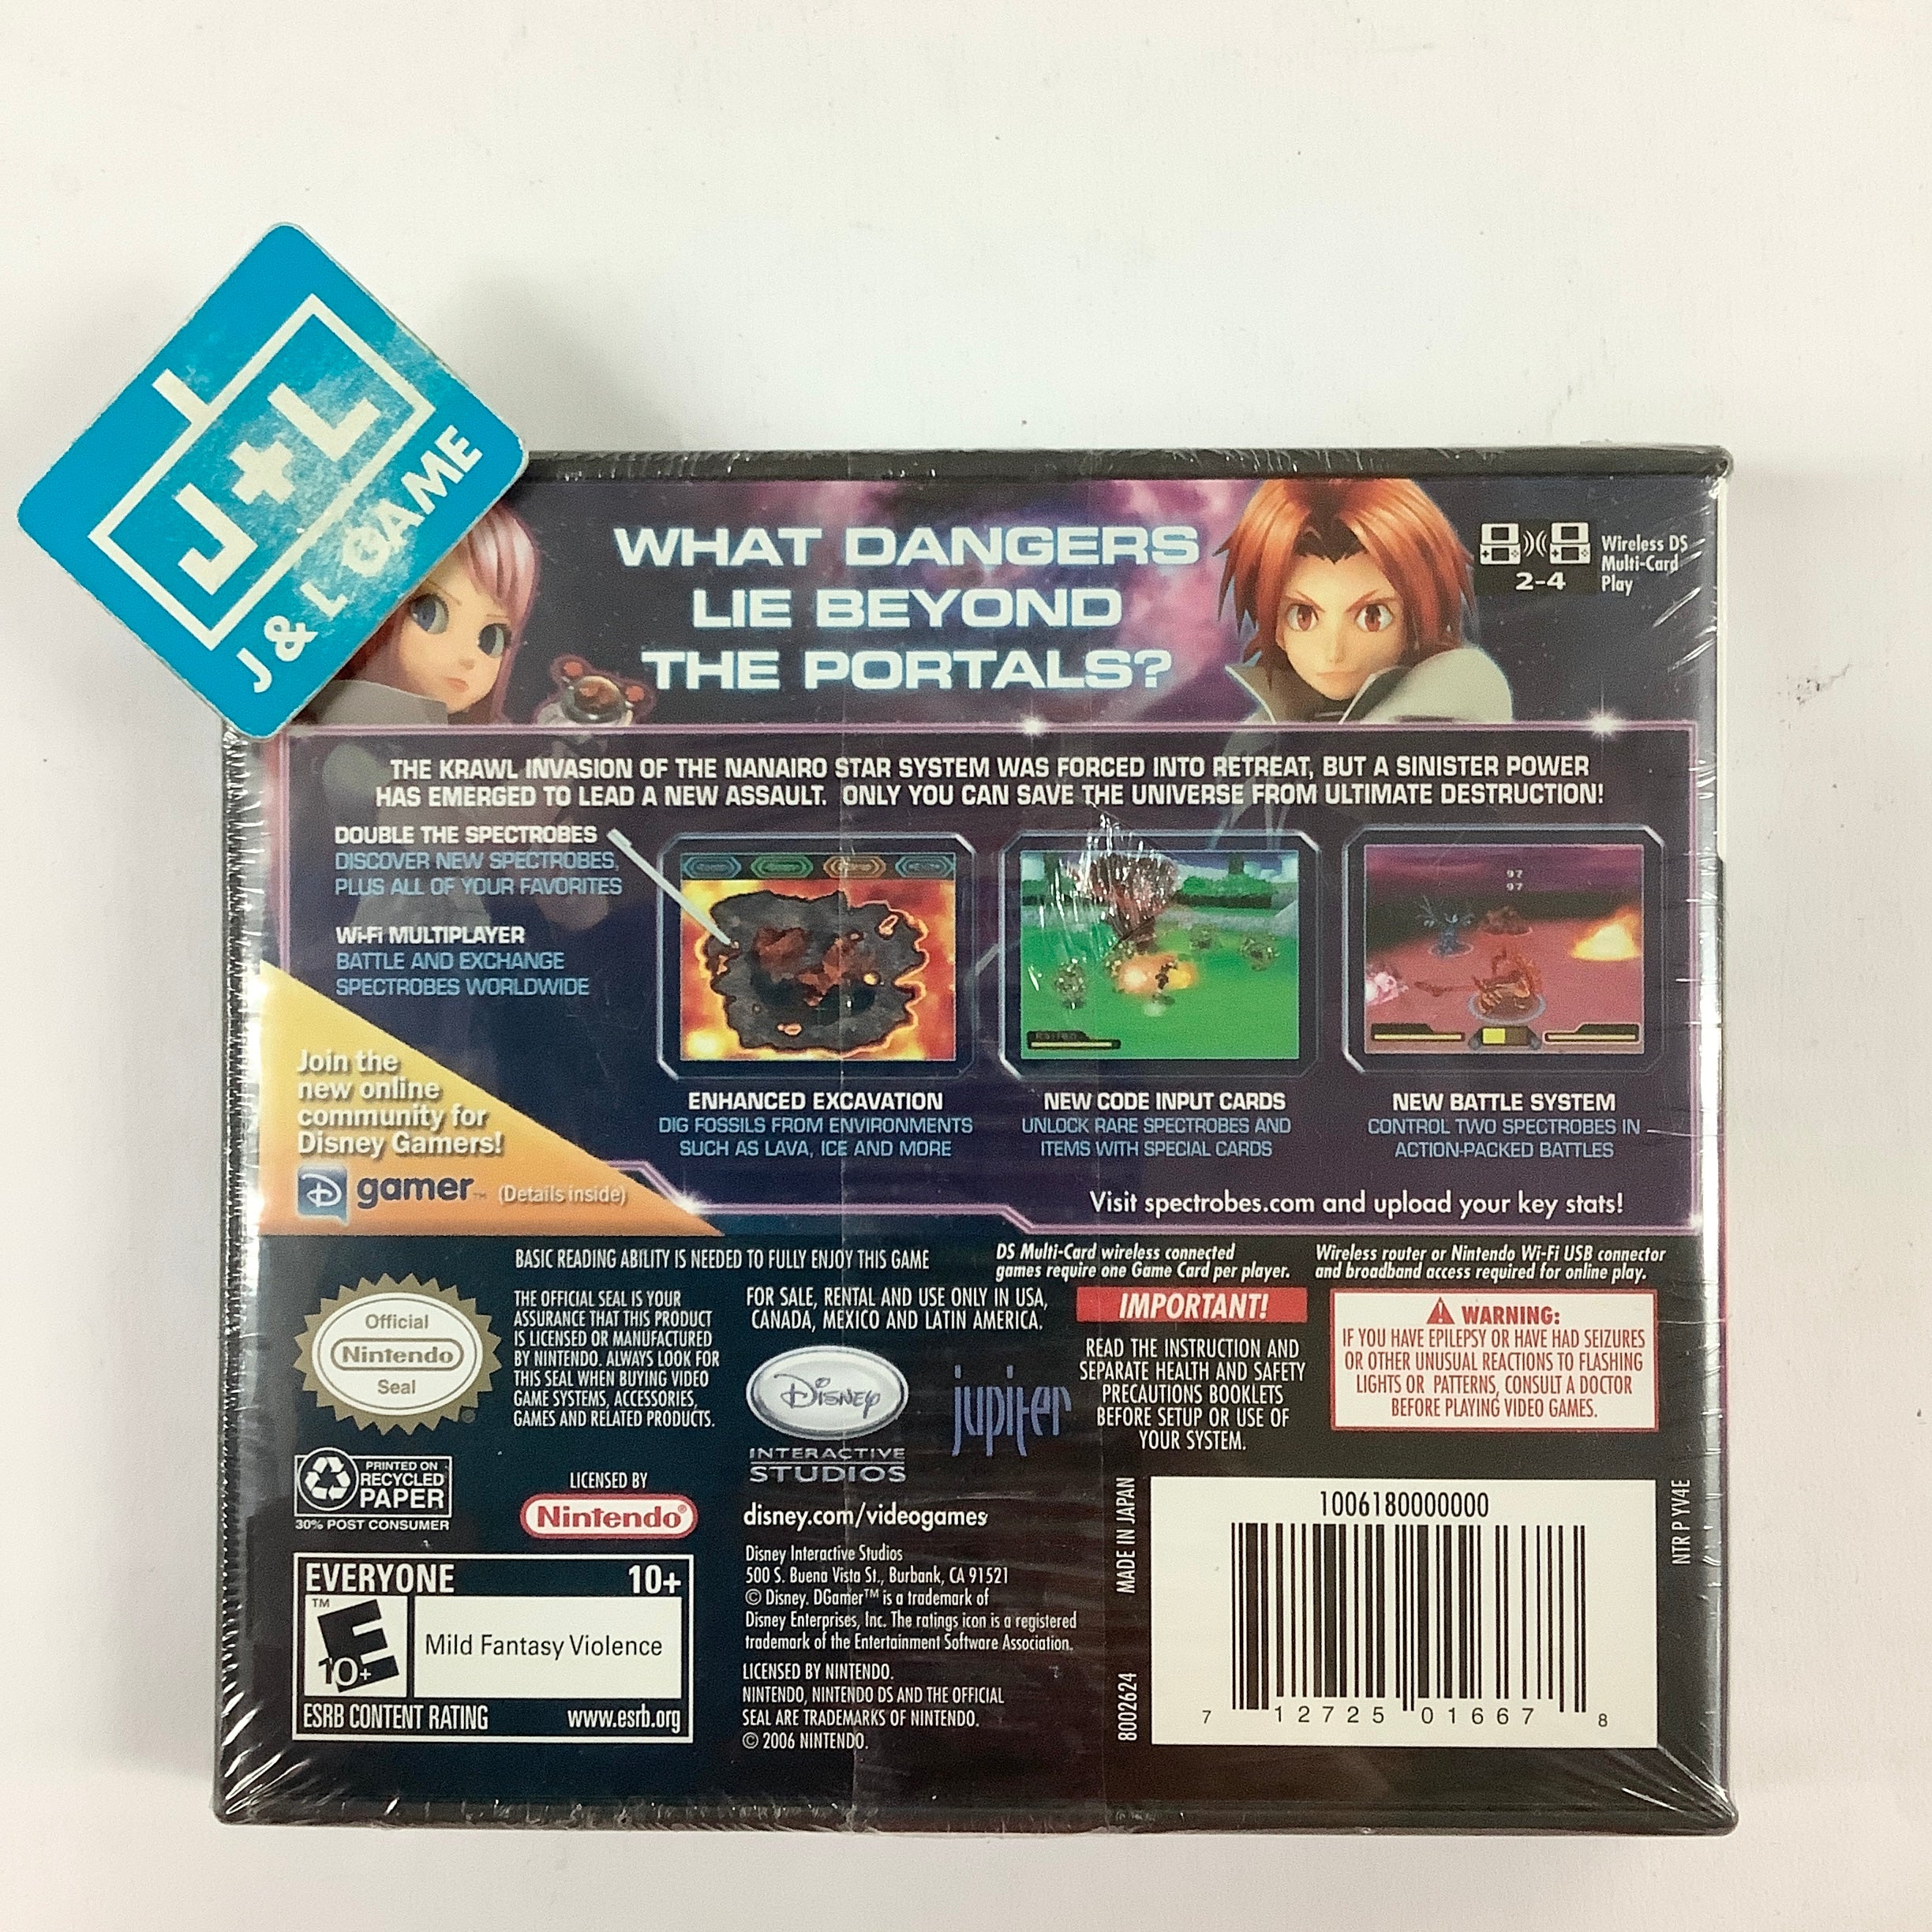 J+L
J & L GAME
WHAT DANGERS
LIE BEYOND
THE PORTALS?
2-4
Wireless DS
Multi-Card
Play
THE KRAWL INVASION OF THE NANAIRO STAR SYSTEM WAS FORCED INTO RETREAT, BUT A SINISTER POWER
HAS EMERGED TO LEAD A NEW ASSAULT. ONLY YOU CAN SAVE THE UNIVERSE FROM ULTIMATE DESTRUCTION!
DOUBLE THE SPECTROBES
DISCOVER NEW SPECTROBES,
PLUS ALL OF YOUR FAVORITES
Wi-Fi MULTIPLAYER
BATTLE AND EXCHANGE
SPECTROBES WORLDWIDE
97
97
ENHANCED EXCAVATION
DIG FOSSILS FROM ENVIRONMENTS
SUCH AS LAVA, ICE AND MORE
NEW CODE INPUT CARDS
UNLOCK RARE SPECTROBES AND
ITEMS WITH SPECIAL CARDS
NEW BATTLE SYSTEM
CONTROL TWO SPECTROBES IN
ACTION-PACKED BATTLES
Join the
new online
community for
Disney Gamers!
D gamer™ (Details inside)
Visit spectrobes.com and upload your key stats!
BASIC READING ABILITY IS NEEDED TO FULLY ENJOY THIS GAME
DS Multi-Card wireless connected
games require one Game Card per player.
Wireless router or Nintendo Wi-Fi USB connector
and broadband access required for online play.
Official
Nintendo
Seal
THE OFFICIAL SEAL IS YOUR
ASSURANCE THAT THIS PRODUCT
IS LICENSED OR MANUFACTURED
BY NINTENDO. ALWAYS LOOK FOR
THIS SEAL WHEN BUYING VIDEO
GAME SYSTEMS, ACCESSORIES,
GAMES AND RELATED PRODUCTS.
FOR SALE, RENTAL AND USE ONLY IN USA,
CANADA, MEXICO AND LATIN AMERICA.
Disney
INTERACTIVE
STUDIOS
jupiter
IMPORTANT!
READ THE INSTRUCTION AND
SEPARATE HEALTH AND SAFETY
PRECAUTIONS BOOKLETS
BEFORE SETUP OR USE OF
YOUR SYSTEM.
WARNING:
IF YOU HAVE EPILEPSY OR HAVE HAD SEIZURES
OR OTHER UNUSUAL REACTIONS TO FLASHING
LIGHTS OR PATTERNS, CONSULT A DOCTOR
BEFORE PLAYING VIDEO GAMES.
PRINTED ON
RECYCLED
PAPER
30% POST CONSUMER
LICENSED BY
Nintendo®
disney.com/videogames
Disney Interactive Studios
500 S. Buena Vista St., Burbank, CA 91521
© Disney. DGamer™ is a trademark of
Disney Enterprises, Inc. The ratings icon is a registered
trademark of the Entertainment Software Association.
LICENSED BY NINTENDO.
NINTENDO, NINTENDO DS AND THE OFFICIAL
SEAL ARE TRADEMARKS OF NINTENDO.
© 2006 NINTENDO.
EVERYONE 10+
TM
E
10+
Mild Fantasy Violence
ESRB CONTENT RATING www.esrb.org
MADE IN JAPAN
8002624
1006180000000
7 12725 01667 8
NTR P YV4E